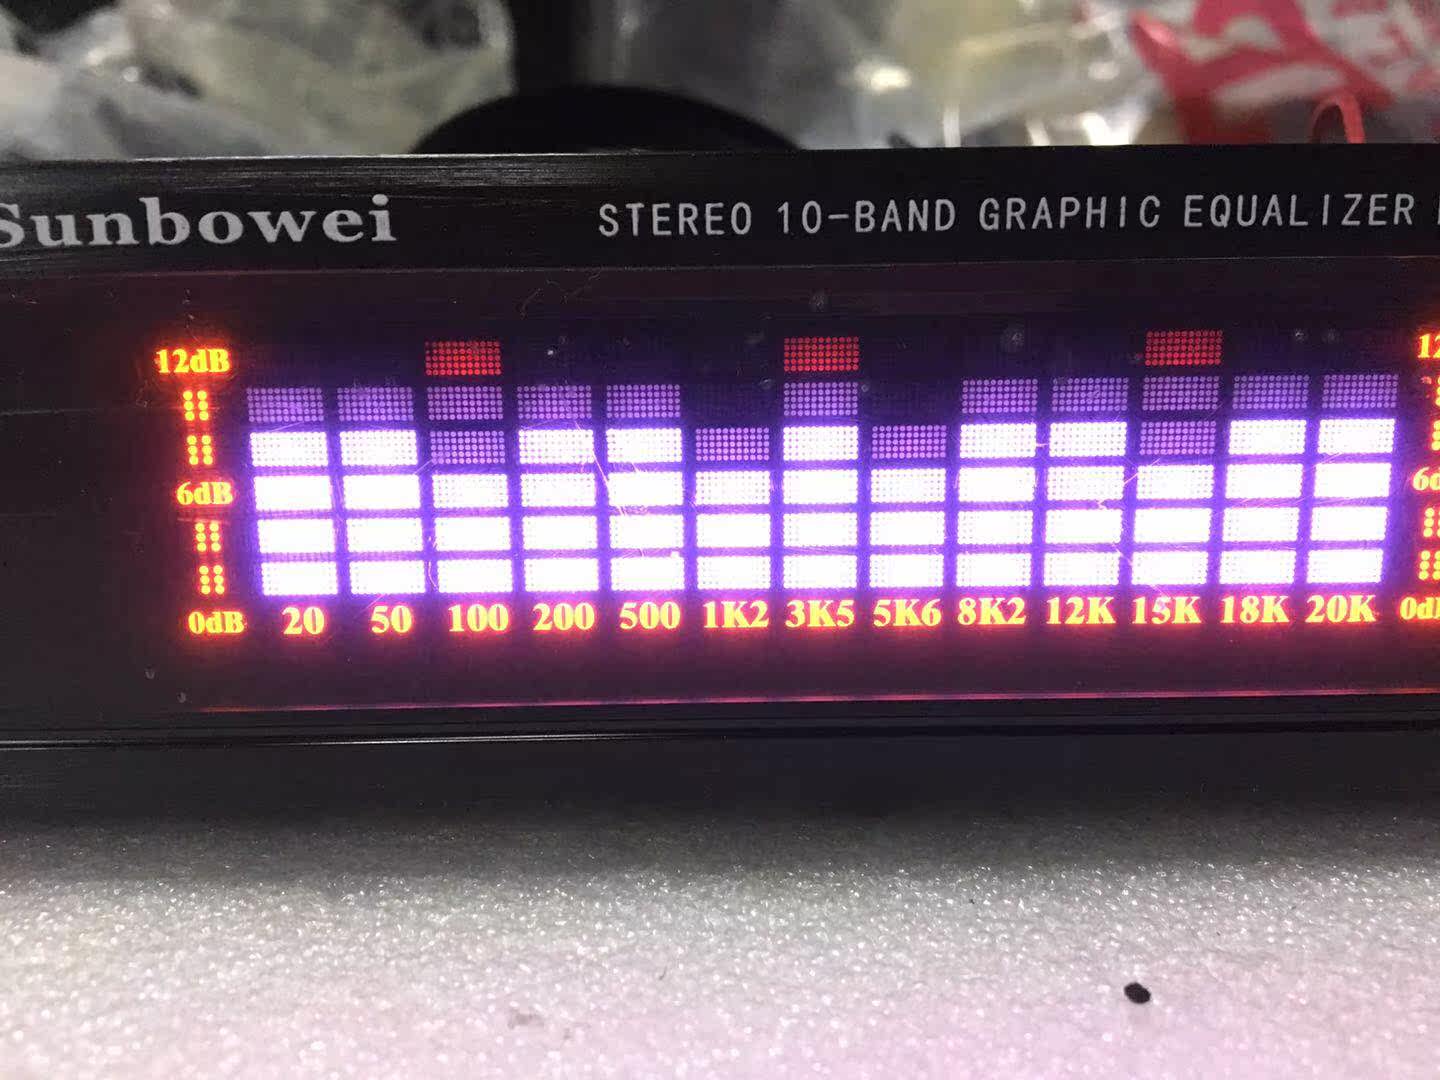 Sunbowei
STEREO 10-BAND GRAPHIC EQUALIZER
12dB
6dB
6d
0dB
0dB
20 50 100 200 500 1K2 3K5 5K6 8K2 12K 15K 18K 20K